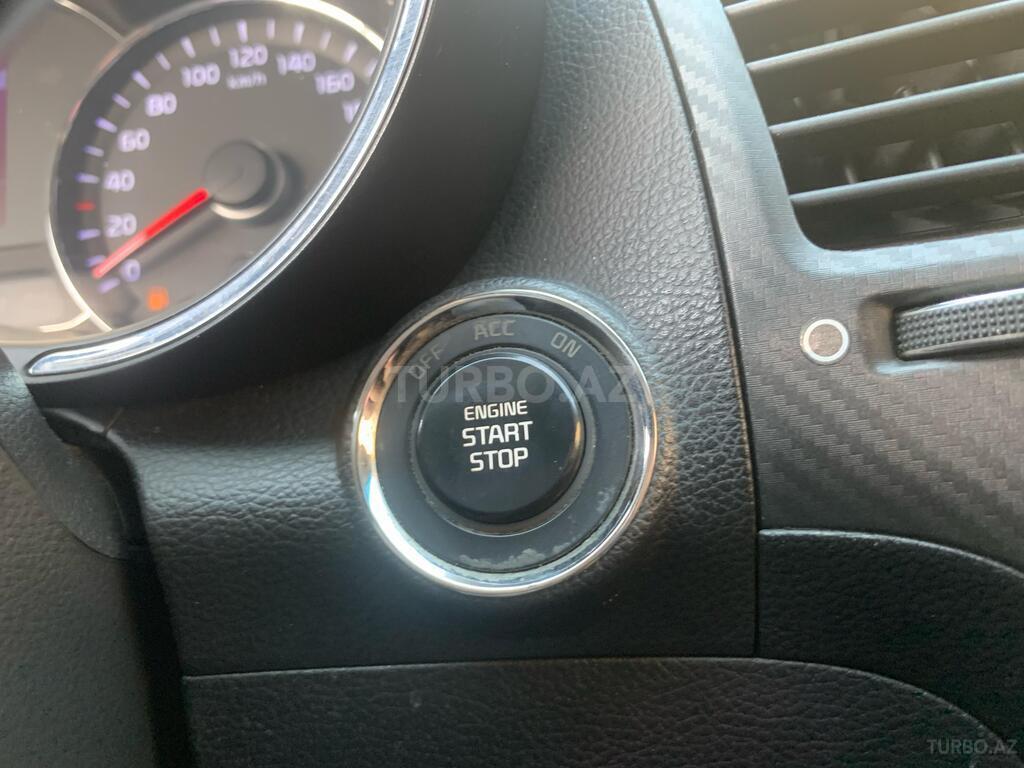 120
100 140
km/h
80 160
60
40
20
0
OFF ACC ON
TURBO.AZ
ENGINE
START
STOP
TURBO.AZ